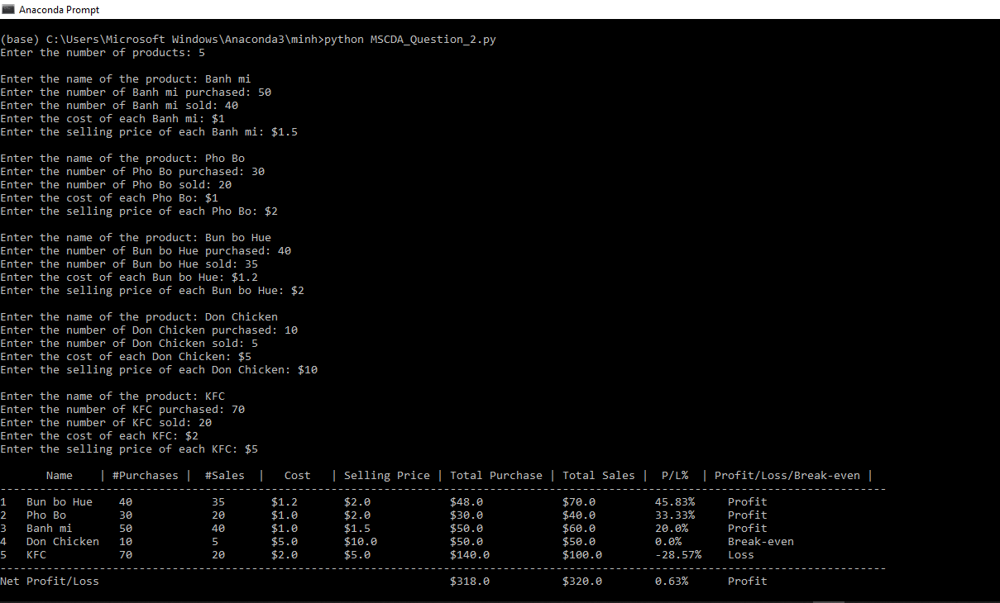 Anaconda Prompt
(base) C:\Users\Microsoft Windows\Anaconda3\minh>python MSCDA_Question_2.py
Enter the number of products: 5
Enter the name of the product: Banh mi
Enter the number of Banh mi purchased: 50
Enter the number of Banh mi sold: 40
Enter the cost of each Banh mi: $1
Enter the selling price of each Banh mi: $1.5
Enter the name of the product: Pho Bo
Enter the number of Pho Bo purchased: 30
Enter the number of Pho Bo sold: 20
Enter the cost of each Pho Bo: $1
Enter the selling price of each Pho Bo: $2
Enter the name of the product: Bun bo Hue
Enter the number of Bun bo Hue purchased: 40
Enter the number of Bun bo Hue sold: 35
Enter the cost of each Bun bo Hue: $1.2
Enter the selling price of each Bun bo Hue: $2
Enter the name of the product: Don Chicken
Enter the number of Don Chicken purchased: 10
Enter the number of Don Chicken sold: 5
Enter the cost of each Don Chicken: $5
Enter the selling price of each Don Chicken: $10
Enter the name of the product: KFC
Enter the number of KFC purchased: 70
Enter the number of KFC sold: 20
Enter the cost of each KFC: $2
Enter the selling price of each KFC: $5
Name | #Purchases | #Sales | Cost | Selling Price | Total Purchase | Total Sales | P/L% | Profit/Loss/Break-even |
1 Bun bo Hue 40 35 $1.2 $2.0 $48.0 $70.0 45.83% Profit
2 Pho Bo 30 20 $1.0 $2.0 $30.0 $40.0 33.33% Profit
3 Banh mi 50 40 $1.0 $1.5 $50.0 $60.0 20.0% Profit
4 Don Chicken 10 5 $5.0 $10.0 $50.0 $50.0 0.0% Break-even
5 KFC 70 20 $2.0 $5.0 $140.0 $100.0 -28.57% Loss
Net Profit/Loss $318.0 $320.0 0.63% Profit